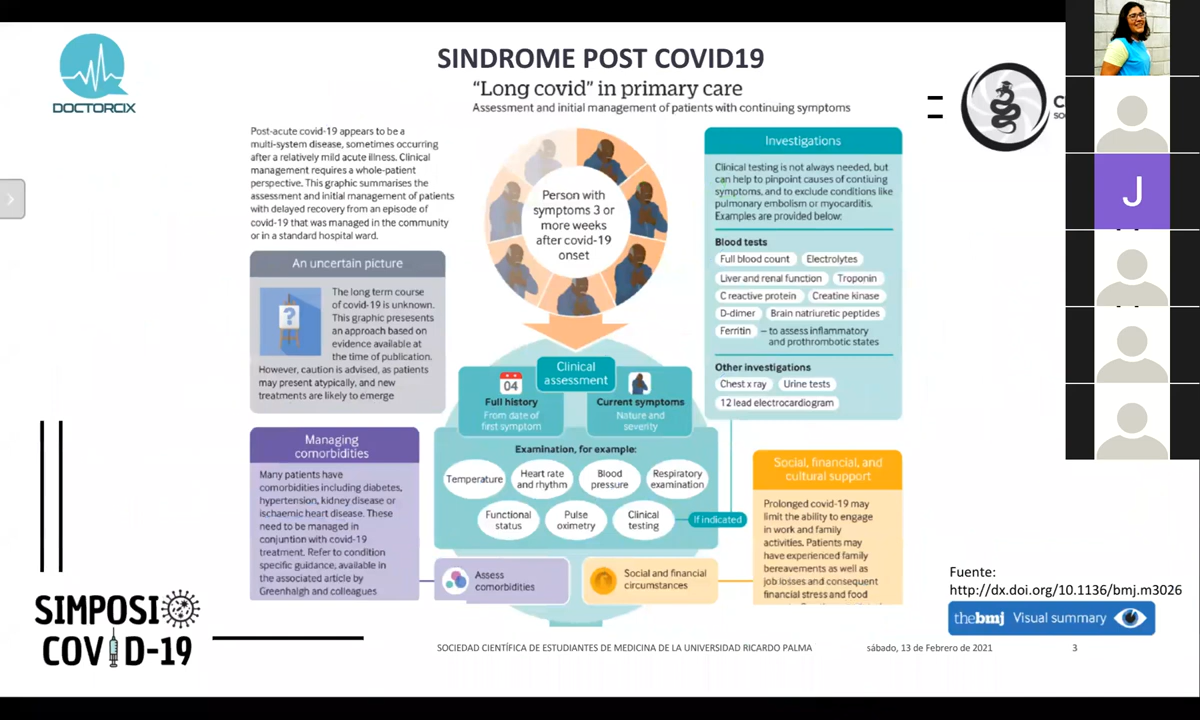 SINDROME POST COVID19
"Long covid" in primary care
Assessment and initial management of patients with continuing symptoms
DOCTORCIX
Post-acute covid-19 appears to be a
multi-system disease, sometimes occurring
after a relatively mild acute illness. Clinical
management requires a whole-patient
perspective. This graphic summarises the
assessment and initial management of patients
with delayed recovery from an episode of
covid-19 that was managed in the community
or in a standard hospital ward.
An uncertain picture
?
The long term course
of covid-19 is unknown.
This graphic presesents
an approach based on
evidence available at
the time of publication.
However, caution is advised, as patients
may present atypically, and new
treatments are likely to emerge
Managing
comorbidities
Many patients have
comorbidities including diabetes,
hypertension, kidney disease or
ischaemic heart disease. These
need to be managed in
conjuntion with covid-19
treatment. Refer to condition
specific guidance, available in
the associated article by
Greenhalgh and colleagues
Person with
symptoms 3 or
more weeks
after covid-19
onset
Clinical
assessment
04
Full history
From date of
first symptom
Current symptoms
Nature and
severity
Examination, for example:
Temperature
Heart rate
and rhythm
Blood
pressure
Respiratory
examination
Functional
status
Pulse
oximetry
Clinical
testing
If indicated
Assess
comorbidities
Social and financial
circumstances
Investigations
Clinical testing is not always needed, but
can help to pinpoint causes of contiuing
symptoms, and to exclude conditions like
pulmonary embolism or myocarditis.
Examples are provided below:
Blood tests
Full blood count Electrolytes
Liver and renal function Troponin
C reactive protein Creatine kinase
D-dimer Brain natriuretic peptides
Ferritin – to assess inflammatory
and prothrombotic states
Other investigations
Chest x ray Urine tests
12 lead electrocardiogram
Social, financial, and
cultural support
Prolonged covid-19 may
limit the ability to engage
in work and family
activities. Patients may
have experienced family
bereavements as well as
job losses and consequent
financial stress and food
J
Fuente:
http://dx.doi.org/10.1136/bmj.m3026
thebmj Visual summary
SIMPOSIO
COVID-19
SOCIEDAD CIENTÍFICA DE ESTUDIANTES DE MEDICINA DE LA UNIVERSIDAD RICARDO PALMA
sábado, 13 de Febrero de 2021
3